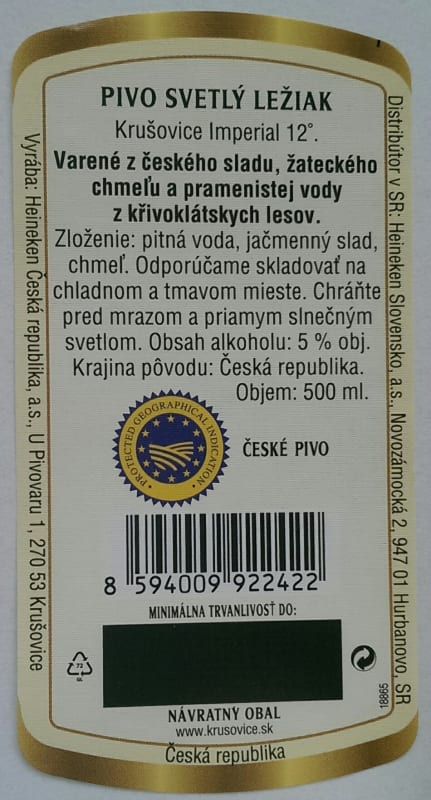 PIVO SVETLÝ LEŽIAK
Krušovice Imperial 12°.
Varené z českého sladu, žateckého
chmeľu a pramenistej vody
z křivoklátskych lesov.
Zloženie: pitná voda, jačmenný slad,
chmeľ. Odporúčame skladovať na
chladnom a tmavom mieste. Chráňte
pred mrazom a priamym slnečným
svetlom. Obsah alkoholu: 5 % obj.
Krajina pôvodu: Česká republika.
Objem: 500 ml.
PROTECTED GEOGRAPHICAL INDICATION
ČESKÉ PIVO
8 594009 922422
MINIMÁLNA TRVANLIVOSŤ DO:
72
GL
NÁVRATNÝ OBAL
www.krusovice.sk
Česká republika
Vyrába: Heineken Česká republika, a.s., U Pivovaru 1, 270 53 Krušovice
Distribútor v SR: Heineken Slovensko, a.s., Novozámocká 2, 947 01 Hurbanovo, SR
18865